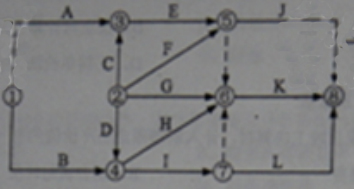 A ③ E ⑤ J
C F
① ② G ⑥ K ⑧
D H
B ④ I ⑦ L